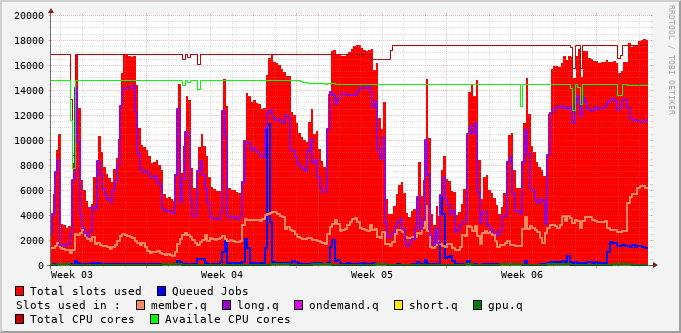 20000
18000
16000
14000
12000
10000
8000
6000
4000
2000
0
Week 03 Week 04 Week 05 Week 06
RRDTOOL / TOBI OETIKER
Total slots used Queued Jobs
Slots used in : member.q long.q ondemand.q short.q gpu.q
Total CPU cores Availale CPU cores